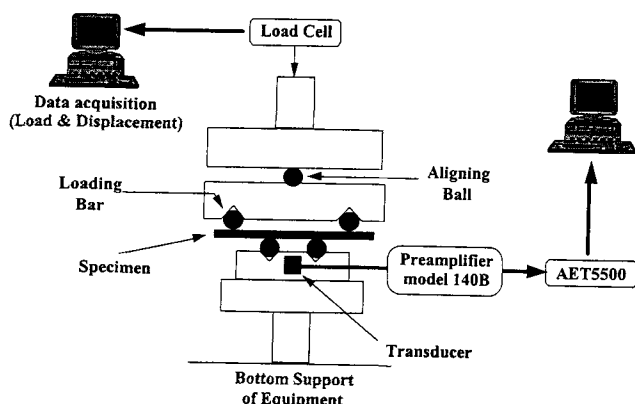 Load Cell
Data acquisition
(Load & Displacement)
Loading
Bar
Aligning
Ball
Specimen
Preamplifier
model 140B
AET5500
Transducer
Bottom Support
of Equipment